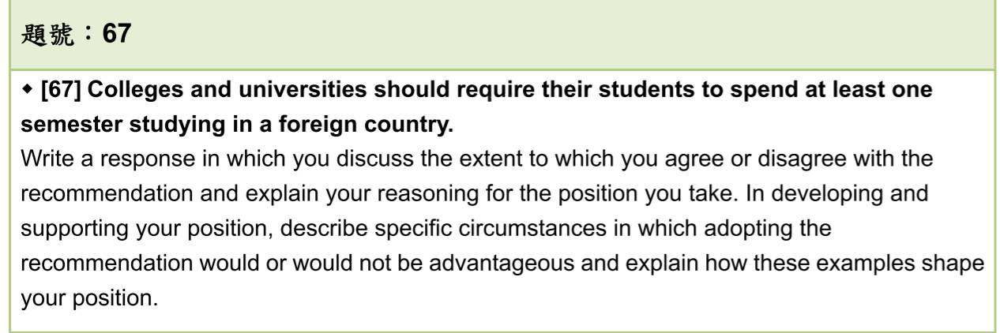 題號：67
◆ [67] Colleges and universities should require their students to spend at least one
semester studying in a foreign country.
Write a response in which you discuss the extent to which you agree or disagree with the
recommendation and explain your reasoning for the position you take. In developing and
supporting your position, describe specific circumstances in which adopting the
recommendation would or would not be advantageous and explain how these examples shape
your position.